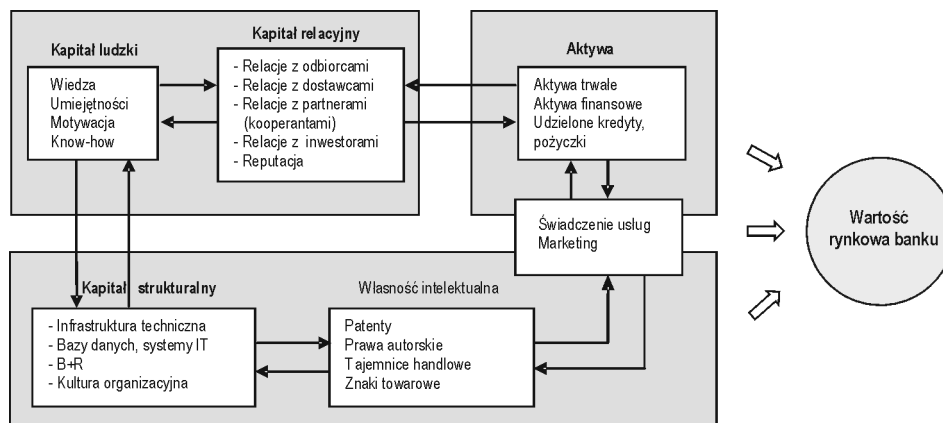 Kapitał ludzki
Wiedza
Umiejętności
Motywacja
Know-how
Kapitał relacyjny
- Relacje z odbiorcami
- Relacje z dostawcami
- Relacje z partnerami
(kooperantami)
- Relacje z inwestorami
- Reputacja
Aktywa
Aktywa trwale
Aktywa finansowe
Udzielone kredyty,
pożyczki
Świadczenie usług
Marketing
Wartość
rynkowa banku
Kapitał strukturalny
- Infrastruktura techniczna
- Bazy danych, systemy IT
- B+R
- Kultura organizacyjna
Własność intelektualna
Patenty
Prawa autorskie
Tajemnice handlowe
Znaki towarowe